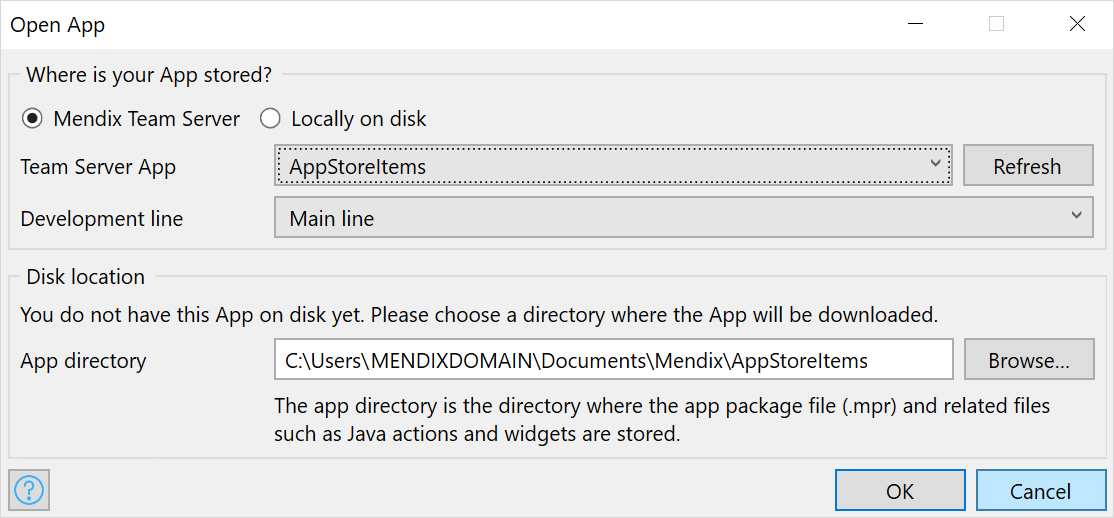 Open App
Where is your App stored?
Mendix Team Server Locally on disk
Team Server App AppStoreItems Refresh
Development line Main line
Disk location
You do not have this App on disk yet. Please choose a directory where the App will be downloaded.
App directory C:\Users\MENDIXDOMAIN\Documents\Mendix\AppStoreItems Browse...
The app directory is the directory where the app package file (.mpr) and related files
such as Java actions and widgets are stored.
? OK Cancel